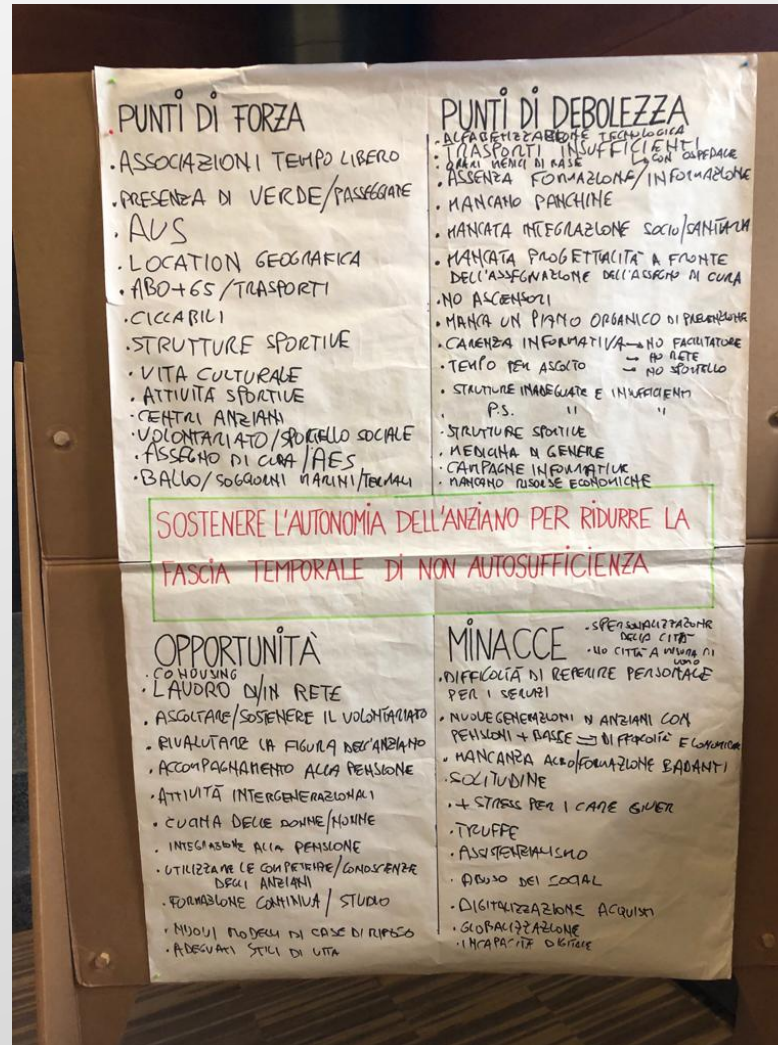 PUNTI DI FORZA
. ASSOCIAZIONI TEMPO LIBERO
. PRESENZA DI VERDE/PASSEGGIATE
. AUS
. LOCATION GEOGRAFICA
. ABO+65/TRASPORTI
. CICLABILI
. STRUTTURE SPORTIVE
. VITA CULTURALE
. ATTIVITÀ SPORTIVE
. CENTRI ANZIANI
. VOLONTARIATO/SPORTELLO SOCIALE
. ASSEGNO DI CURA/AES
. BALLO/SOGGIORNI MARINI/TERMALI
PUNTI DI DEBOLEZZA
. ALFABETIZZAZIONE TECNOLOGICA
. TRASPORTI INSUFFICIENTI
↳ CON OSPEDALE
. ORARI MEDICI DI BASE
. ASSENZA FORMAZIONE/INFORMAZIONE
. MANCANO PANCHINE
. MANCATA INTEGRAZIONE SOCIO/SANITARIA
. MANCATA PROGETTUALITÀ A FRONTE
DELL'ASSEGNAZIONE DELL'ASSEGNO DI CURA
. NO ASCENSORI
. MANCA UN PIANO ORGANICO DI PREVENZIONE
. CARENZA INFORMATIVA → NO FACILITATORE
→ NO RETE
→ NO SPORTELLO
. TEMPO PER ASCOLTO
. STRUTTURE INADEGUATE E INSUFFICIENTI
. P.S. " "
. STRUTTURE SPORTIVE
. MEDICINA DI GENERE
. CAMPAGNE INFORMATIVE
. MANCANO RISORSE ECONOMICHE
SOSTENERE L'AUTONOMIA DELL'ANZIANO PER RIDURRE LA
FASCIA TEMPORALE DI NON AUTOSUFFICIENZA
OPPORTUNITÀ
. CO HOUSING
. LAVORO DI/IN RETE
. ASCOLTARE/SOSTENERE IL VOLONTARIATO
. RIVALUTARE LA FIGURA DELL'ANZIANO
. ACCOMPAGNAMENTO ALLA PENSIONE
. ATTIVITÀ INTERGENERAZIONALI
. CUCINA DELLE DONNE/NONNE
. INTEGRAZIONE ALLA PENSIONE
. UTILIZZARE LE COMPETENZE/CONOSCENZE
DEGLI ANZIANI
. FORMAZIONE CONTINUA / STUDIO
. NUOVI MODELLI DI CASE DI RIPOSO
. ADEGUATI STILI DI VITA
MINACCE
. SPERSONALIZZAZIONE
DELLA CITTÀ
. NO CITTÀ A MISURA DI
UOMO
. DIFFICOLTÀ DI REPERIRE PERSONALE
PER I SERVIZI
. NUOVE GENERAZIONI DI ANZIANI CON
PENSIONI + BASSE → DIFFICOLTÀ ECONOMICA
. MANCANZA ALBO/FORMAZIONE BADANTI
. SOLITUDINE
. + STRESS PER I CARE GIVER
. TRUFFE
. ASSISTENZIALISMO
. ABUSO DEI SOCIAL
. DIGITALIZZAZIONE ACQUISTI
. GLOBALIZZAZIONE
. INCAPACITÀ DIGITALE